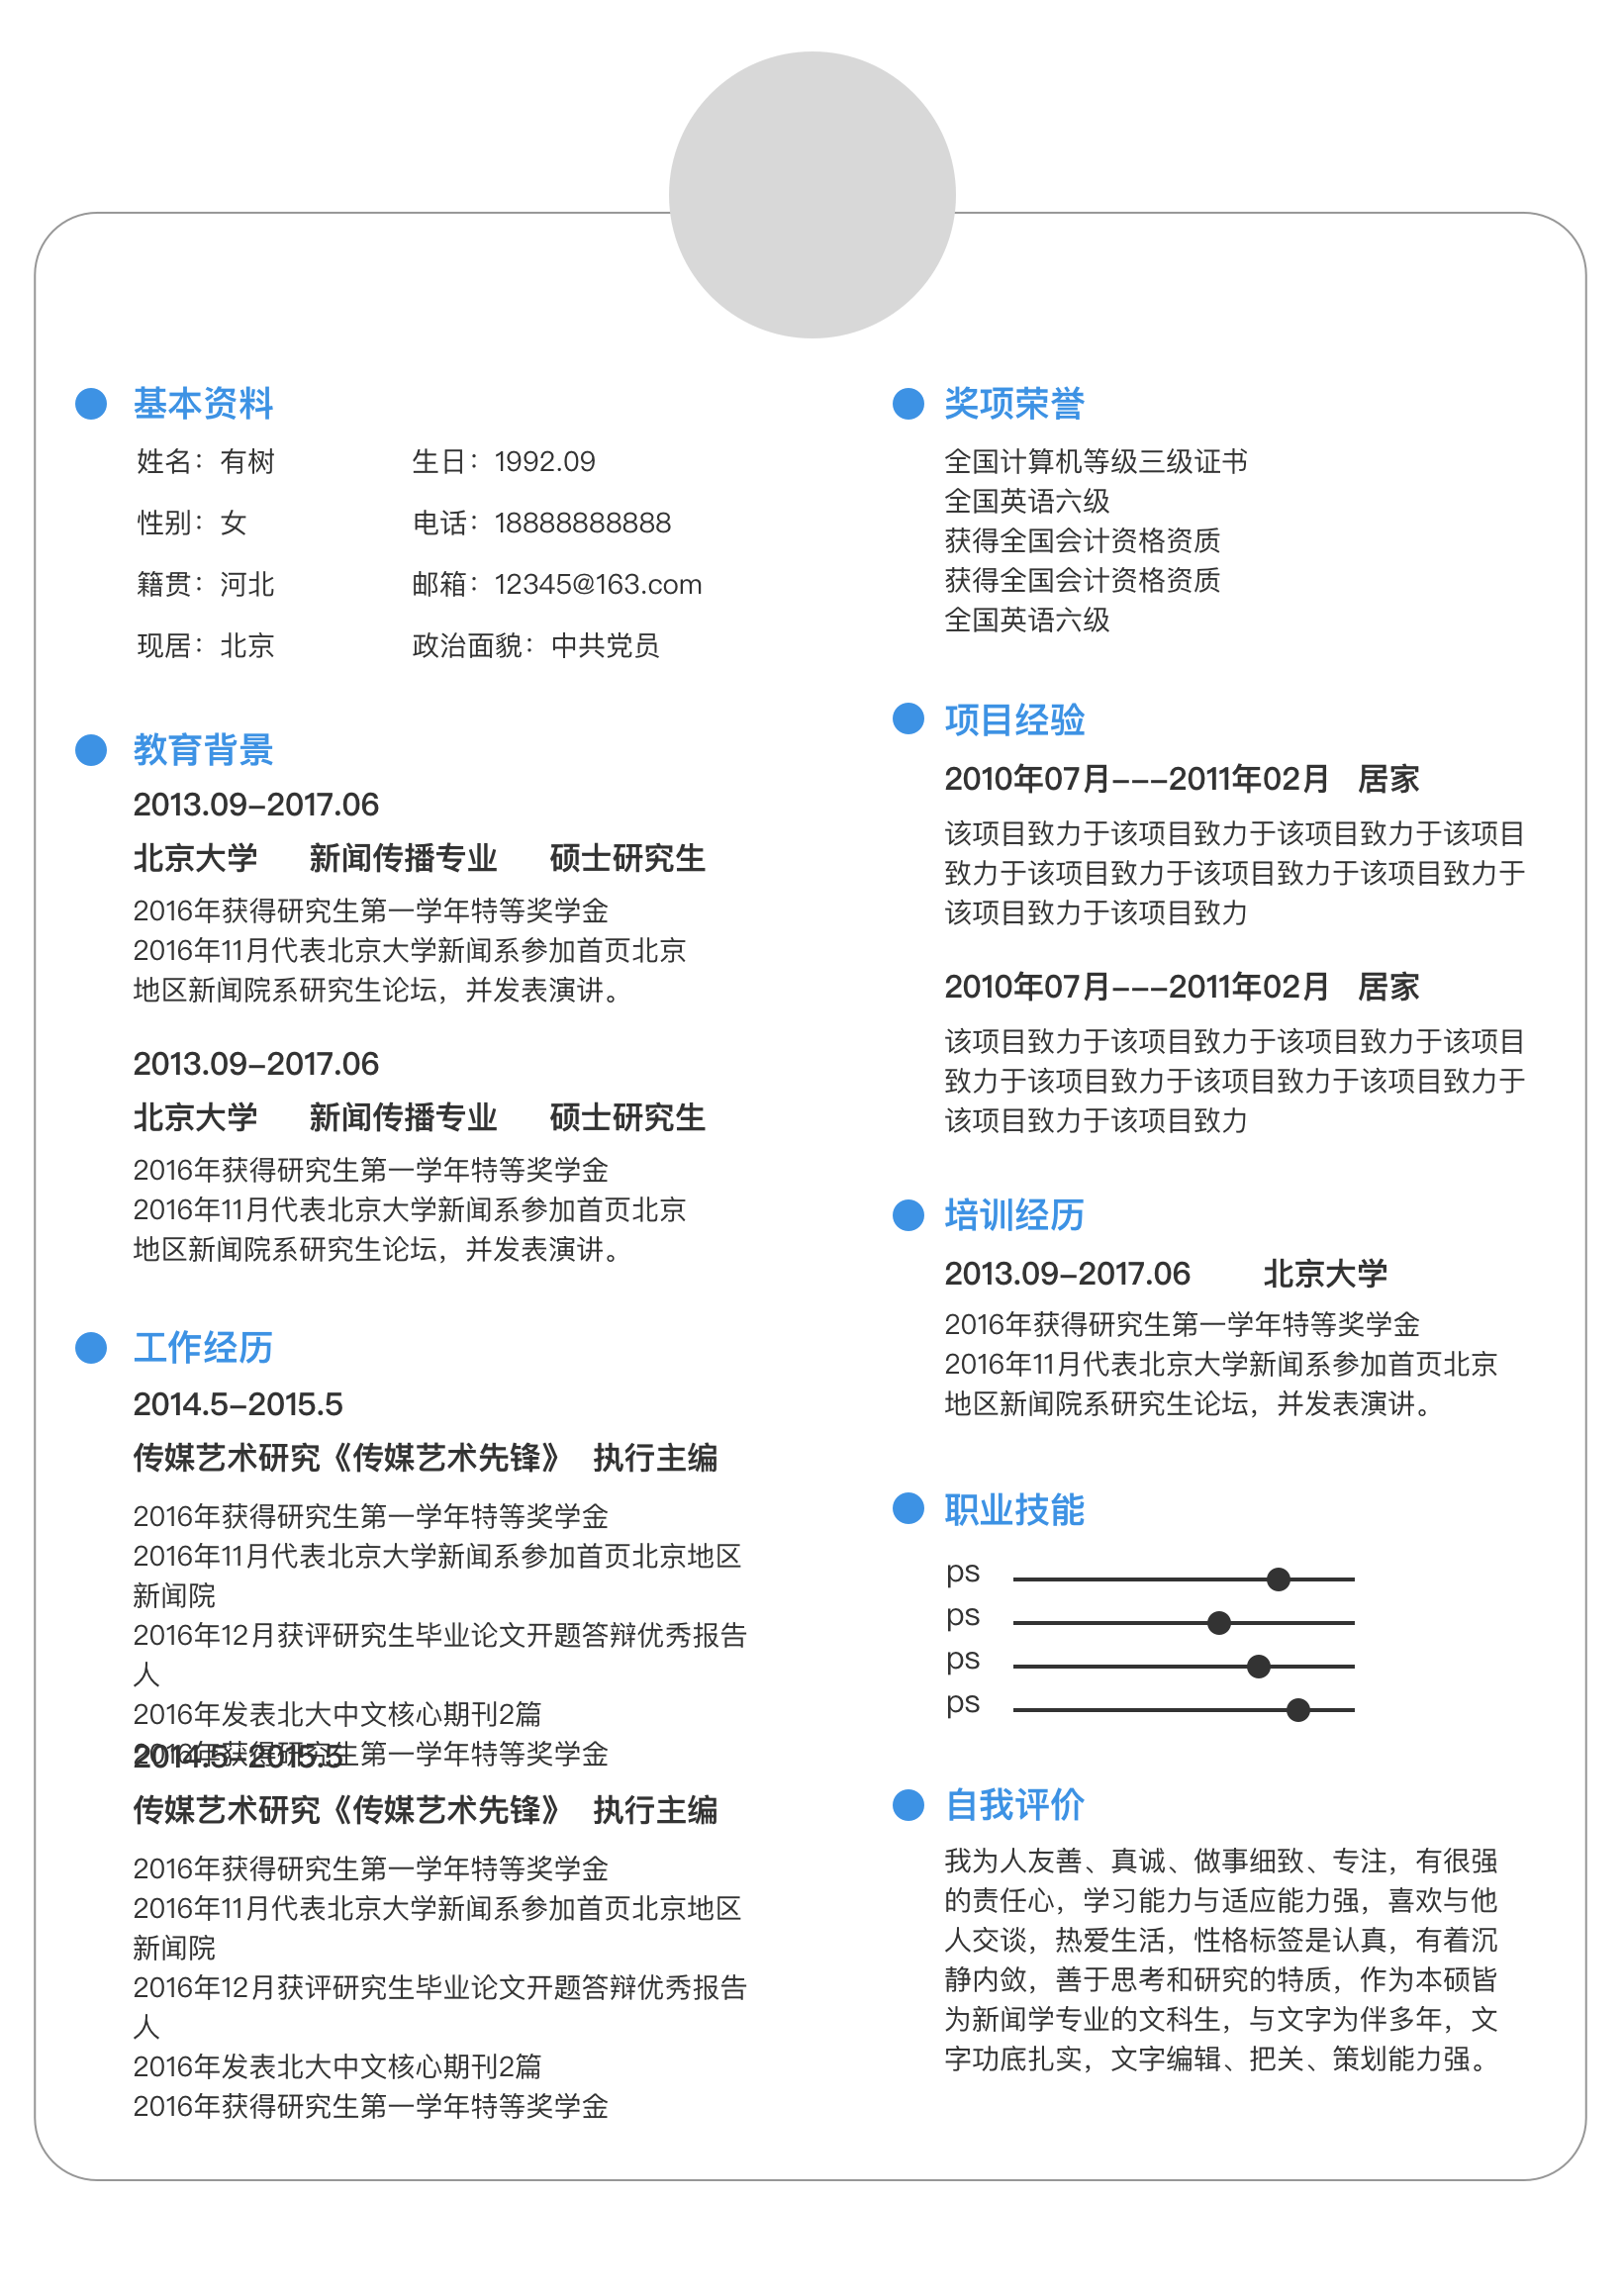 基本资料
姓名：有树 生日：1992.09
性别：女 电话：18888888888
籍贯：河北 邮箱：12345@163.com
现居：北京 政治面貌：中共党员
教育背景
2013.09-2017.06
北京大学 新闻传播专业 硕士研究生
2016年获得研究生第一学年特等奖学金
2016年11月代表北京大学新闻系参加首页北京
地区新闻院系研究生论坛，并发表演讲。
2013.09-2017.06
北京大学 新闻传播专业 硕士研究生
2016年获得研究生第一学年特等奖学金
2016年11月代表北京大学新闻系参加首页北京
地区新闻院系研究生论坛，并发表演讲。
工作经历
2014.5-2015.5
传媒艺术研究《传媒艺术先锋》 执行主编
2016年获得研究生第一学年特等奖学金
2016年11月代表北京大学新闻系参加首页北京地区
新闻院
2016年12月获评研究生毕业论文开题答辩优秀报告
人
2016年发表北大中文核心期刊2篇
2016年获得研究生第一学年特等奖学金
2014.5-2015.5
传媒艺术研究《传媒艺术先锋》 执行主编
2016年获得研究生第一学年特等奖学金
2016年11月代表北京大学新闻系参加首页北京地区
新闻院
2016年12月获评研究生毕业论文开题答辩优秀报告
人
2016年发表北大中文核心期刊2篇
2016年获得研究生第一学年特等奖学金
奖项荣誉
全国计算机等级三级证书
全国英语六级
获得全国会计资格资质
获得全国会计资格资质
全国英语六级
项目经验
2010年07月---2011年02月 居家
该项目致力于该项目致力于该项目致力于该项目
致力于该项目致力于该项目致力于该项目致力于
该项目致力于该项目致力
2010年07月---2011年02月 居家
该项目致力于该项目致力于该项目致力于该项目
致力于该项目致力于该项目致力于该项目致力于
该项目致力于该项目致力
培训经历
2013.09-2017.06 北京大学
2016年获得研究生第一学年特等奖学金
2016年11月代表北京大学新闻系参加首页北京
地区新闻院系研究生论坛，并发表演讲。
职业技能
ps
ps
ps
ps
自我评价
我为人友善、真诚、做事细致、专注，有很强
的责任心，学习能力与适应能力强，喜欢与他
人交谈，热爱生活，性格标签是认真，有着沉
静内敛，善于思考和研究的特质，作为本硕皆
为新闻学专业的文科生，与文字为伴多年，文
字功底扎实，文字编辑、把关、策划能力强。